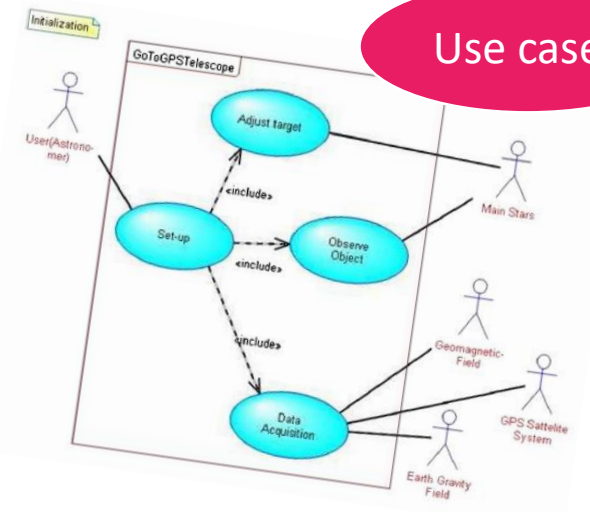 Use case
Initialization
GoToGPSTelescope
Adjust target
User(Astrono-
mer)
«include»
Main Stars
Set-up
Observe
Object
«include»
«include»
Geomagnetic-
Field
Data
Acquisition
GPS Sattelite
System
Earth Gravity
Field